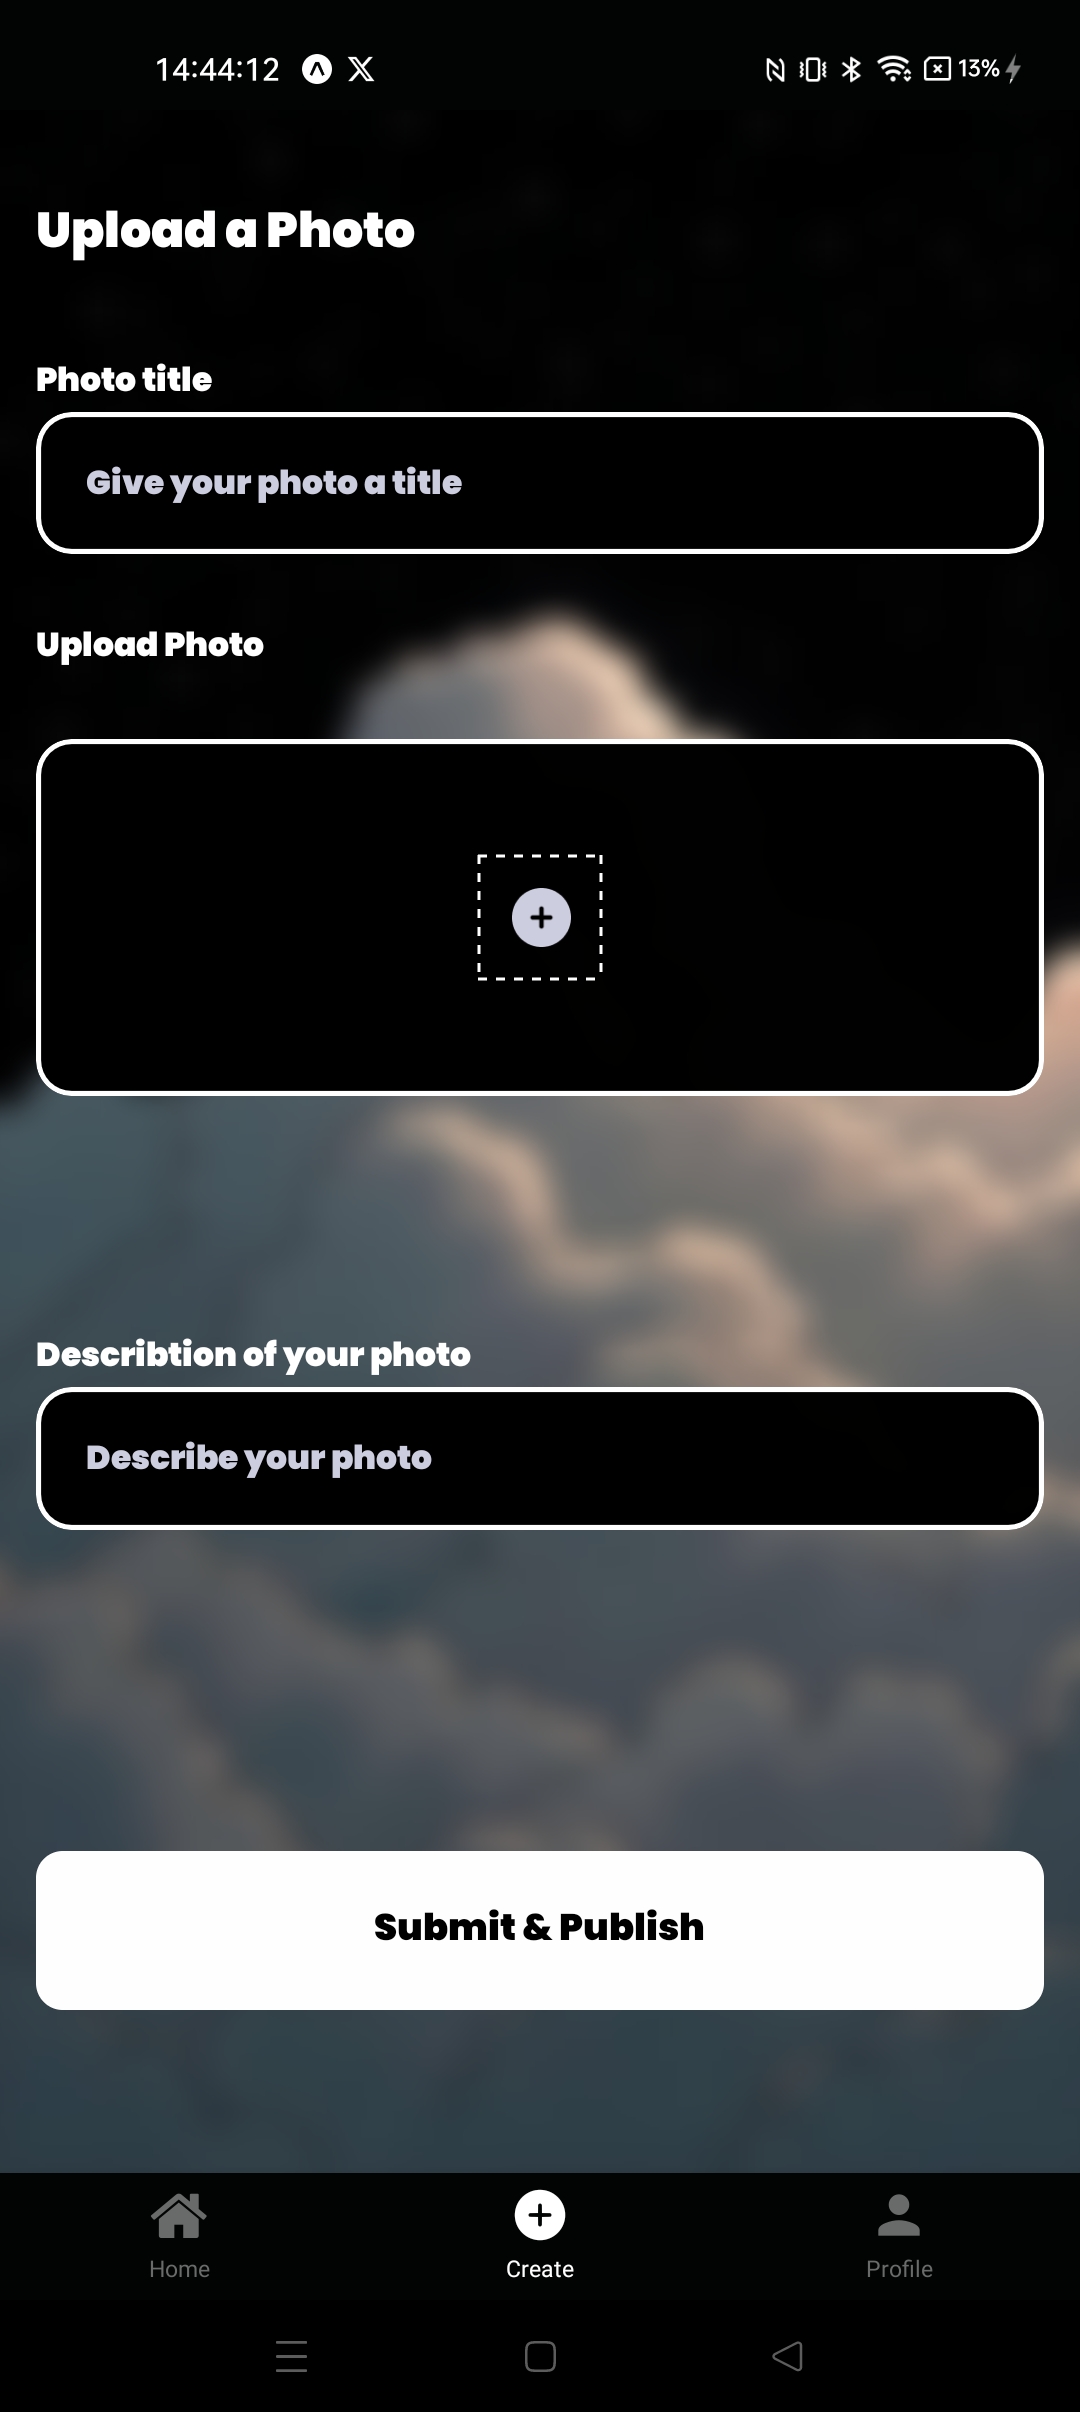 14:44:12 13%
Upload a Photo
Photo title
Give your photo a title
Upload Photo
Describtion of your photo
Describe your photo
Submit & Publish
Home Create Profile